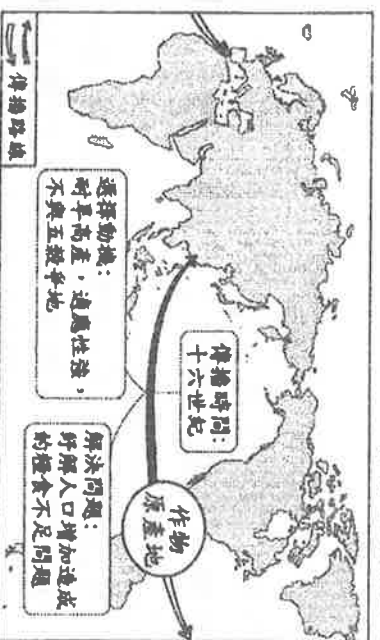 傳播時間：
十六世紀
作物
原產地
選擇動機：
耐旱高產，適應性強，
不與五穀爭地
解決問題：
紓解人口增加造成
的糧食不足問題
傳播路線